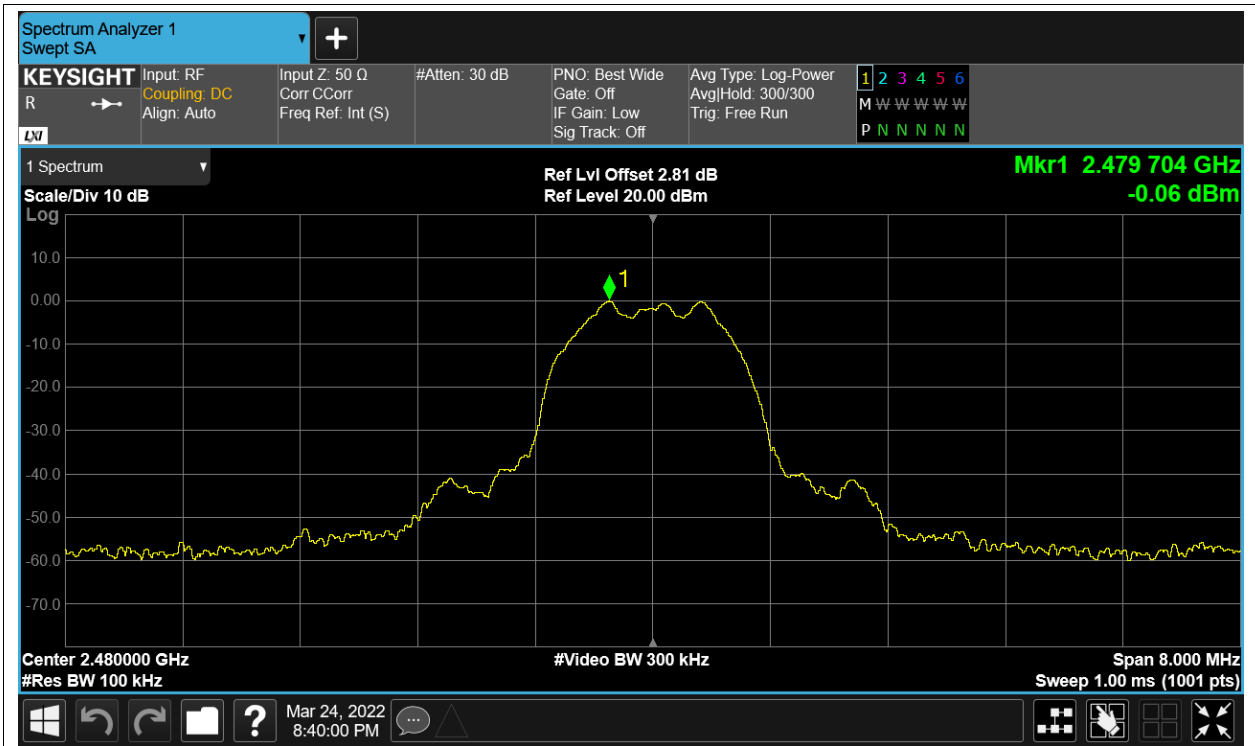 Spectrum Analyzer 1
Swept SA
KEYSIGHT
R
LXI
Input: RF
Coupling: DC
Align: Auto
Input Z: 50 Ω
Corr CCorr
Freq Ref: Int (S)
#Atten: 30 dB
PNO: Best Wide
Gate: Off
IF Gain: Low
Sig Track: Off
Avg Type: Log-Power
Avg|Hold: 300/300
Trig: Free Run
1 2 3 4 5 6
M W W W W W
P N N N N N
1 Spectrum
Scale/Div 10 dB
Log
Ref Lvl Offset 2.81 dB
Ref Level 20.00 dBm
Mkr1 2.479 704 GHz
-0.06 dBm
10.0
0.00
-10.0
-20.0
-30.0
-40.0
-50.0
-60.0
-70.0
1
Center 2.480000 GHz
#Res BW 100 kHz
#Video BW 300 kHz
Span 8.000 MHz
Sweep 1.00 ms (1001 pts)
?
Mar 24, 2022
8:40:00 PM